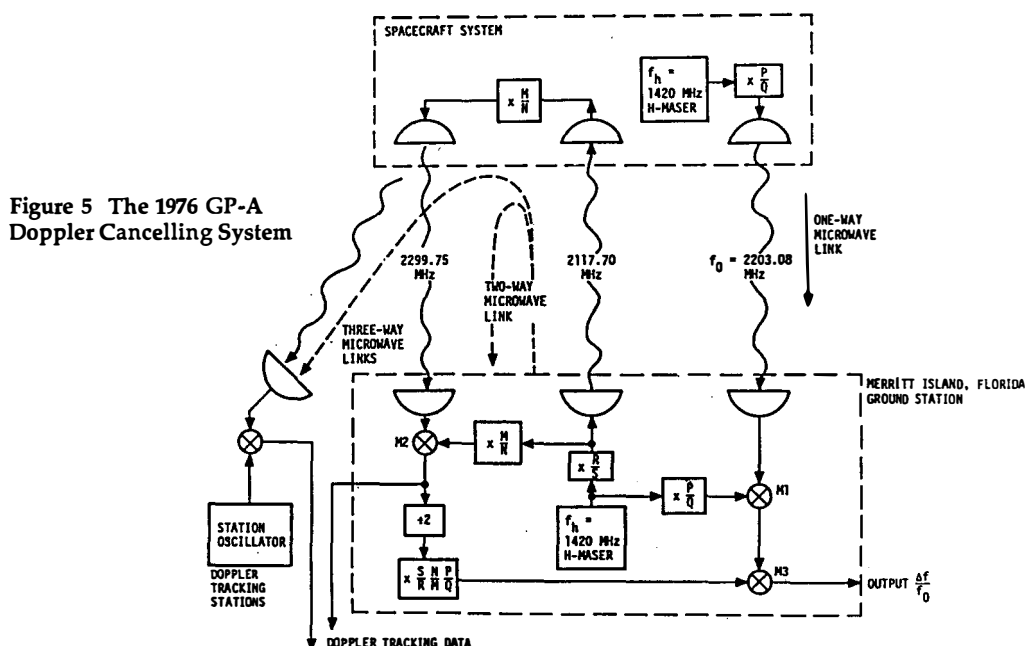 SPACECRAFT SYSTEM
f_h =
1420 MHz
H-MASER
x P/Q
x M/N
Figure 5 The 1976 GP-A
Doppler Cancelling System
2299.75
MHz
2117.70
MHz
f_0 = 2203.08
MHz
ONE-WAY
MICROWAVE
LINK
TWO-WAY
MICROWAVE
LINK
THREE-WAY
MICROWAVE
LINKS
MERRITT ISLAND, FLORIDA
GROUND STATION
M2
x M/N
x R/S
x P/Q
M1
÷2
f_h =
1420 MHz
H-MASER
STATION
OSCILLATOR
DOPPLER
TRACKING
STATIONS
x S/R N/M P/Q
M3
OUTPUT Δf/f_0
DOPPLER TRACKING DATA